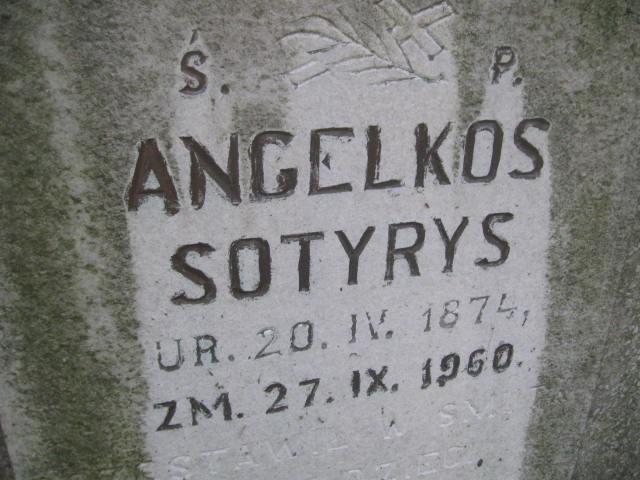 Ś. P.
ANGELKOS
SOTYRYS
UR. 20. IV. 1874,
ZM. 27. IX. 1960.